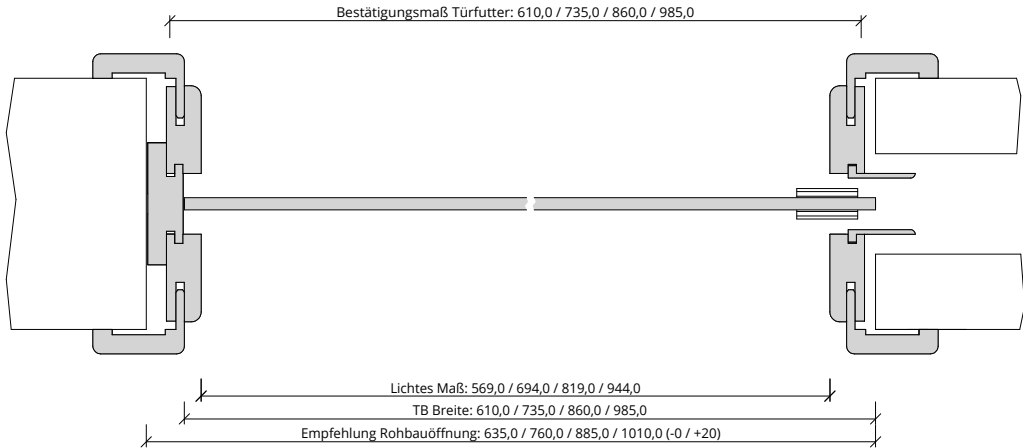 Bestätigungsmaß Türfutter: 610,0 / 735,0 / 860,0 / 985,0
Lichtes Maß: 569,0 / 694,0 / 819,0 / 944,0
TB Breite: 610,0 / 735,0 / 860,0 / 985,0
Empfehlung Rohbauöffnung: 635,0 / 760,0 / 885,0 / 1010,0 (-0 / +20)